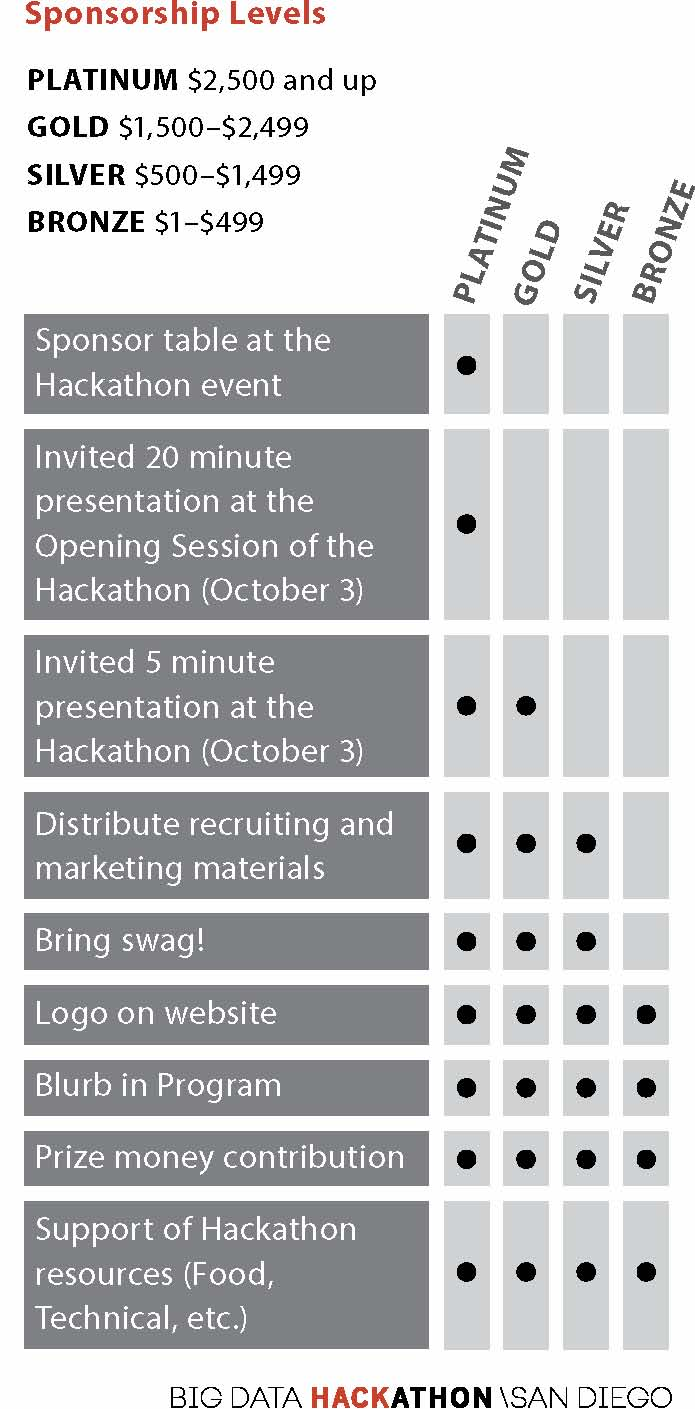 Sponsorship Levels
PLATINUM $2,500 and up
GOLD $1,500–$2,499
SILVER $500–$1,499
BRONZE $1–$499
PLATINUM
GOLD
SILVER
BRONZE
Sponsor table at the
Hackathon event
Invited 20 minute
presentation at the
Opening Session of the
Hackathon (October 3)
Invited 5 minute
presentation at the
Hackathon (October 3)
Distribute recruiting and
marketing materials
Bring swag!
Logo on website
Blurb in Program
Prize money contribution
Support of Hackathon
resources (Food,
Technical, etc.)
BIG DATA HACKATHON \SAN DIEGO